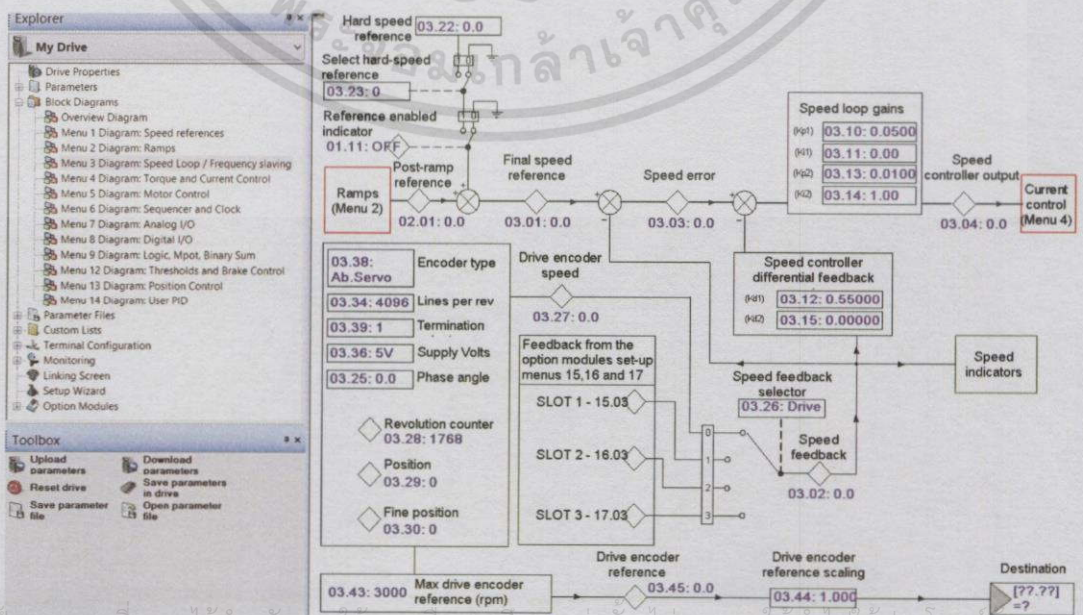 Explorer
My Drive
Drive Properties
Parameters
Block Diagrams
Overview Diagram
Menu 1 Diagram: Speed references
Menu 2 Diagram: Ramps
Menu 3 Diagram: Speed Loop / Frequency slaving
Menu 4 Diagram: Torque and Current Control
Menu 5 Diagram: Motor Control
Menu 6 Diagram: Sequencer and Clock
Menu 7 Diagram: Analog I/O
Menu 8 Diagram: Digital I/O
Menu 9 Diagram: Logic, Mpot, Binary Sum
Menu 12 Diagram: Thresholds and Brake Control
Menu 13 Diagram: Position Control
Menu 14 Diagram: User PID
Parameter Files
Custom Lists
Terminal Configuration
Monitoring
Linking Screen
Setup Wizard
Option Modules
Toolbox
Upload parameters
Download parameters
Reset drive
Save parameters in drive
Save parameter file
Open parameter file
พระจอมเกล้าเจ้าคุ
Hard speed reference
03.22: 0.0
Select hard-speed reference
03.23: 0
Reference enabled indicator
01.11: OFF
Ramps (Menu 2)
Post-ramp reference
02.01: 0.0
Final speed reference
03.01: 0.0
Speed error
03.03: 0.0
Speed loop gains
(Kp1) 03.10: 0.0500
(Ki1) 03.11: 0.00
(Kp2) 03.13: 0.0100
(Ki2) 03.14: 1.00
Speed controller output
03.04: 0.0
Current control (Menu 4)
03.38: Ab.Servo
Encoder type
03.34: 4096 Lines per rev
03.39: 1 Termination
03.36: 5V Supply Volts
03.25: 0.0 Phase angle
Revolution counter
03.28: 1768
Position
03.29: 0
Fine position
03.30: 0
Drive encoder speed
03.27: 0.0
Feedback from the option modules set-up menus 15,16 and 17
SLOT 1 - 15.03
SLOT 2 - 16.03
SLOT 3 - 17.03
0
1
2
3
Speed controller differential feedback
(Kd1) 03.12: 0.55000
(Kd2) 03.15: 0.00000
Speed indicators
Speed feedback selector
03.26: Drive
Speed feedback
03.02: 0.0
03.43: 3000
Max drive encoder reference (rpm)
Drive encoder reference
03.45: 0.0
Drive encoder reference scaling
03.44: 1.000
Destination
[??.??]
=?